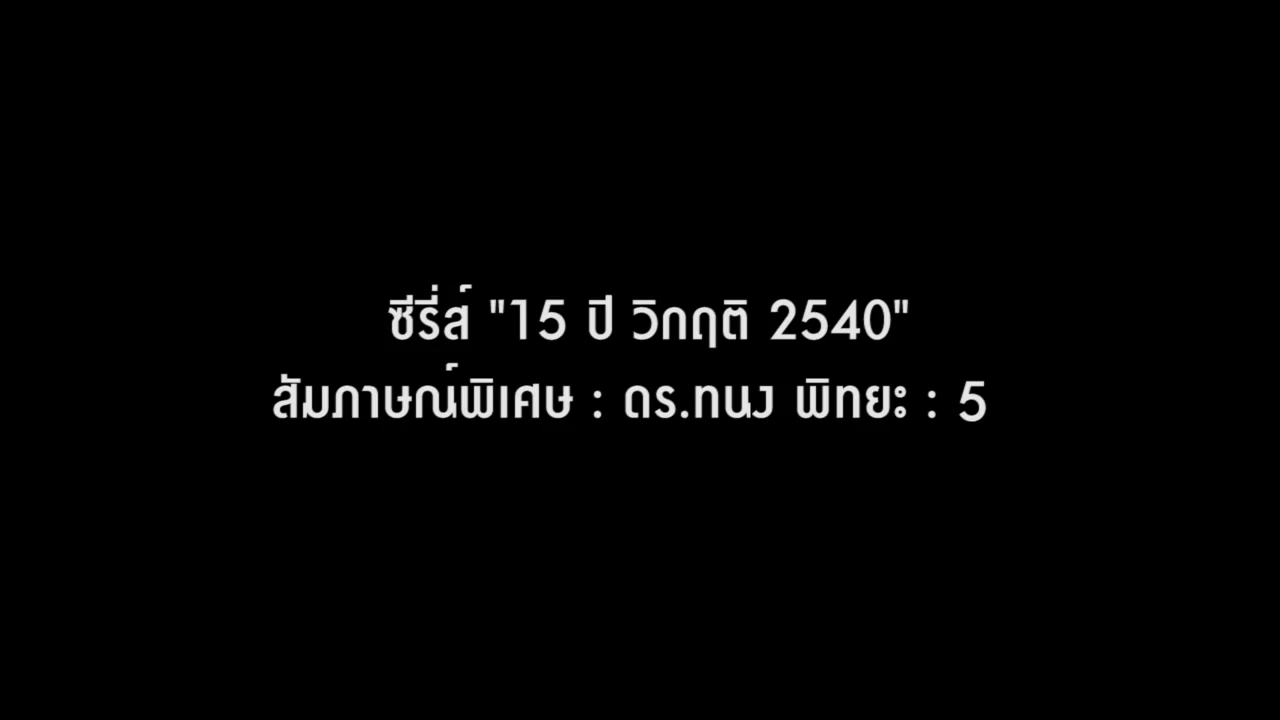 ซีรี่ส์ "15 ปี วิกฤติ 2540"
สัมภาษณ์พิเศษ : ดร.ทนง พิทยะ : 5